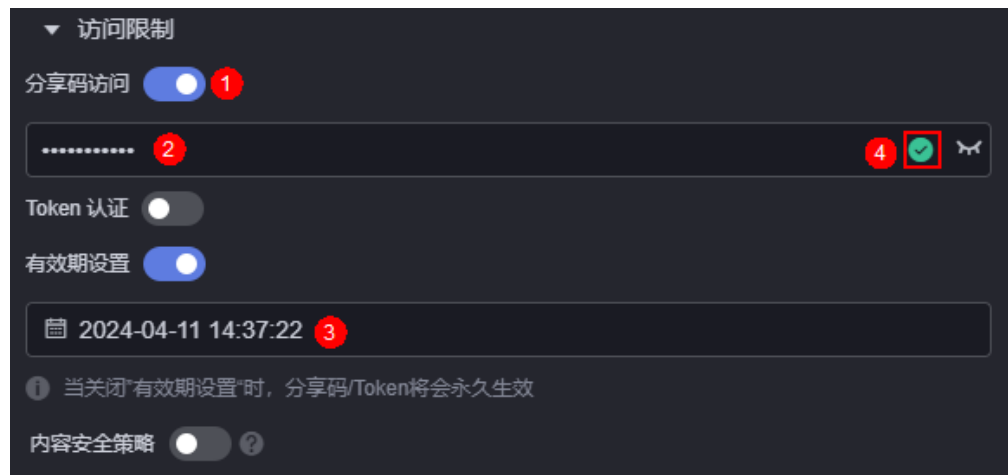 访问限制
分享码访问 1
••••••••••• 2 4
Token 认证
有效期设置
2024-04-11 14:37:22 3
当关闭"有效期设置"时，分享码/Token将会永久生效
内容安全策略 ?